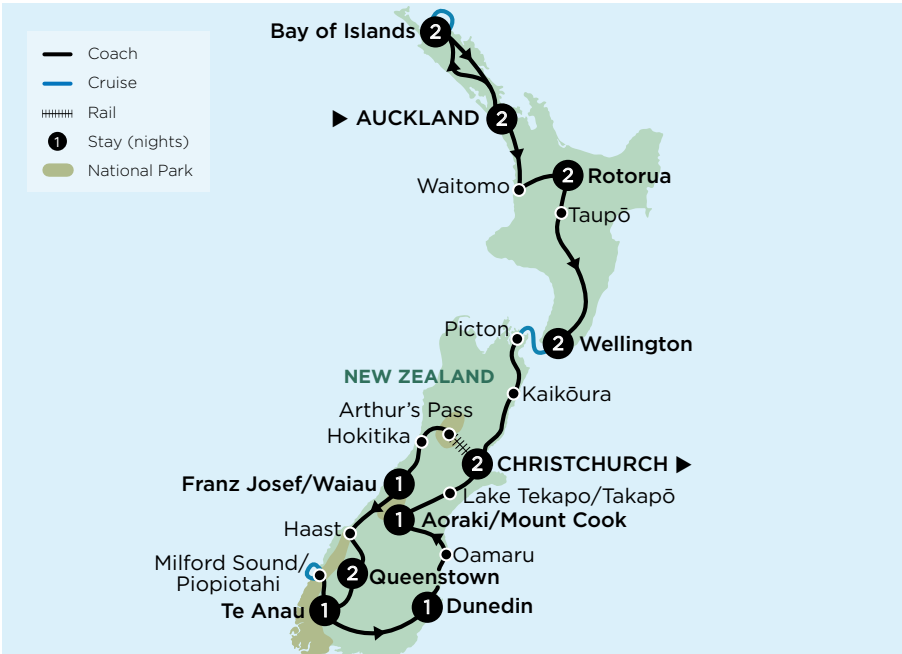 Coach
Cruise
Rail
1 Stay (nights)
National Park
Bay of Islands 2
▶ AUCKLAND 2
Waitomo
2 Rotorua
Taupō
Picton
2 Wellington
NEW ZEALAND
Kaikōura
Arthur's Pass
Hokitika
2 CHRISTCHURCH ▶
Franz Josef/Waiau 1
Lake Tekapo/Takapō
1 Aoraki/Mount Cook
Haast
Oamaru
Milford Sound/
Piopiotahi
2 Queenstown
Te Anau 1
1 Dunedin